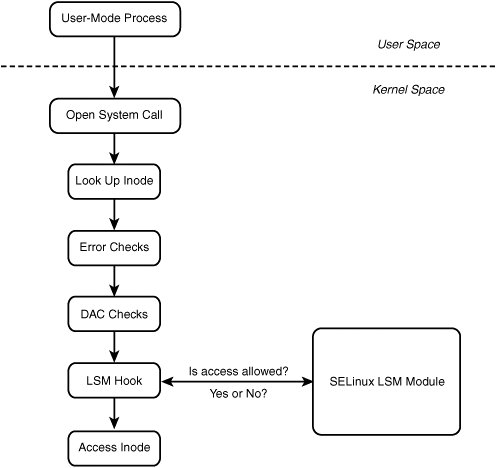 User-Mode Process
User Space
Kernel Space
Open System Call
Look Up Inode
Error Checks
DAC Checks
LSM Hook
Is access allowed?
Yes or No?
SELinux LSM Module
Access Inode